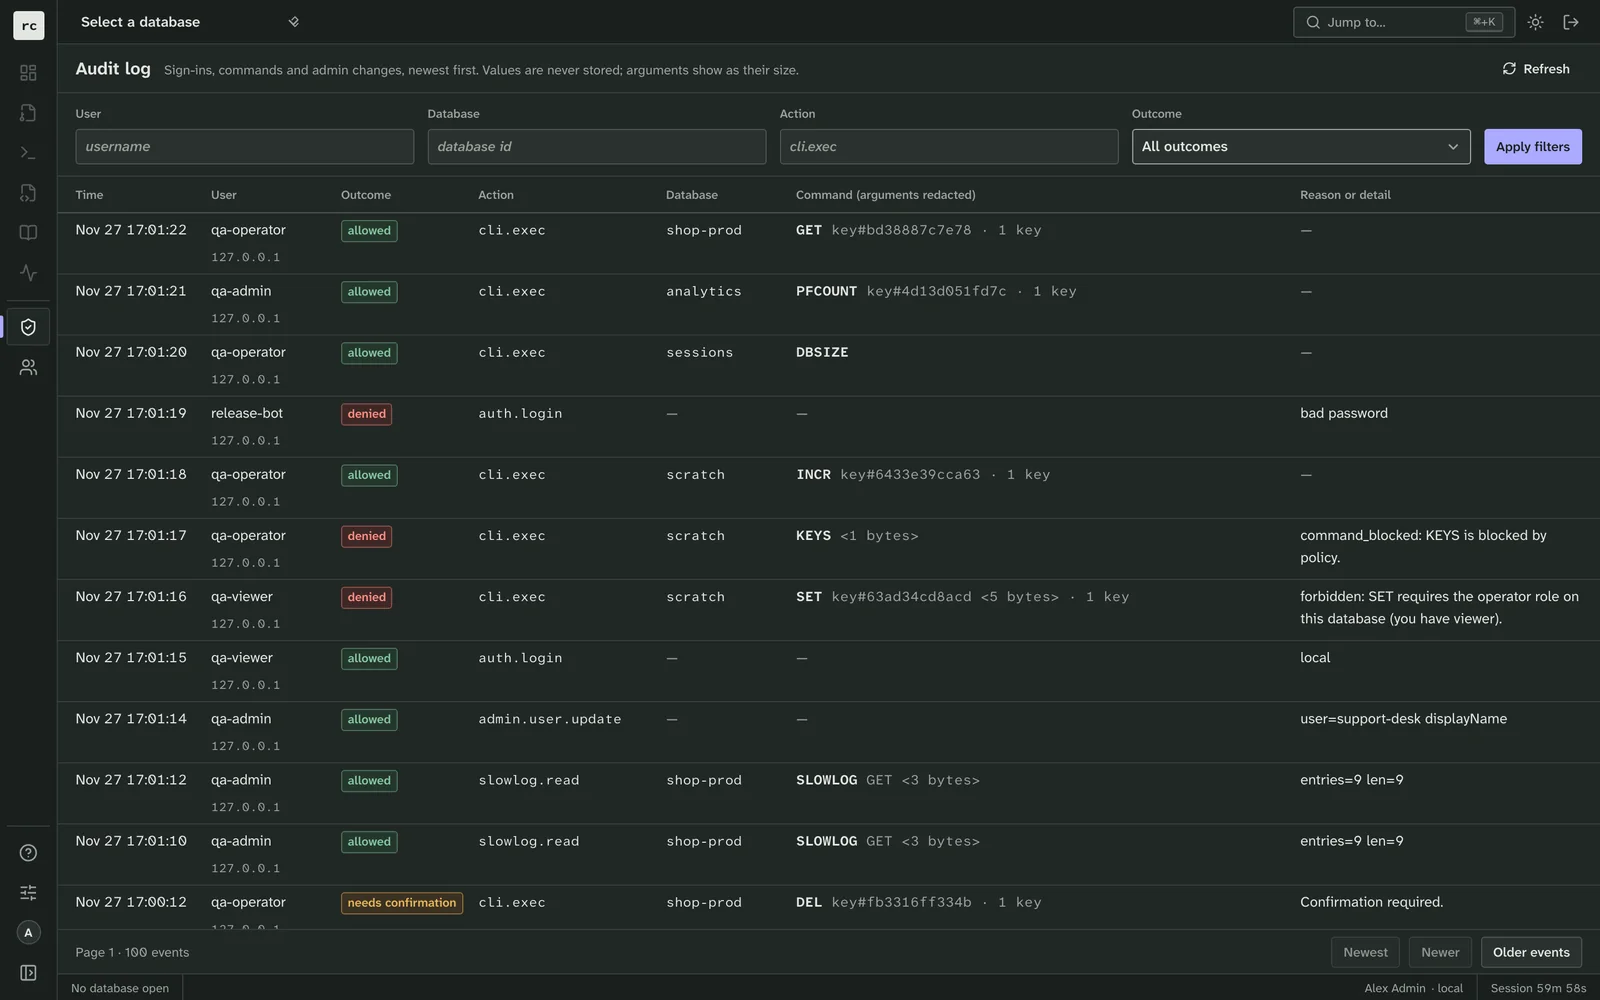 rc
Select a database
Jump to...
⌘+K
Audit log
Sign-ins, commands and admin changes, newest first. Values are never stored; arguments show as their size.
Refresh
User
Database
Action
Outcome
username
database id
cli.exec
All outcomes
Apply filters
Time User Outcome Action Database Command (arguments redacted) Reason or detail
Nov 27 17:01:22 qa-operator allowed cli.exec shop-prod GET key#bd38887c7e78 · 1 key —
127.0.0.1
Nov 27 17:01:21 qa-admin allowed cli.exec analytics PFCOUNT key#4d13d051fd7c · 1 key —
127.0.0.1
Nov 27 17:01:20 qa-operator allowed cli.exec sessions DBSIZE —
127.0.0.1
Nov 27 17:01:19 release-bot denied auth.login — — bad password
127.0.0.1
Nov 27 17:01:18 qa-operator allowed cli.exec scratch INCR key#6433e39cca63 · 1 key —
127.0.0.1
Nov 27 17:01:17 qa-operator denied cli.exec scratch KEYS <1 bytes> command_blocked: KEYS is blocked by
127.0.0.1 policy.
Nov 27 17:01:16 qa-viewer denied cli.exec scratch SET key#63ad34cd8acd <5 bytes> · 1 key forbidden: SET requires the operator role on
127.0.0.1 this database (you have viewer).
Nov 27 17:01:15 qa-viewer allowed auth.login — — local
127.0.0.1
Nov 27 17:01:14 qa-admin allowed admin.user.update — — user=support-desk displayName
127.0.0.1
Nov 27 17:01:12 qa-admin allowed slowlog.read shop-prod SLOWLOG GET <3 bytes> entries=9 len=9
127.0.0.1
Nov 27 17:01:10 qa-admin allowed slowlog.read shop-prod SLOWLOG GET <3 bytes> entries=9 len=9
127.0.0.1
Nov 27 17:00:12 qa-operator needs confirmation cli.exec shop-prod DEL key#fb3316ff334b · 1 key Confirmation required.
127.0.0.1
Page 1 · 100 events
Newest
Newer
Older events
A
No database open
Alex Admin · local
Session 59m 58s